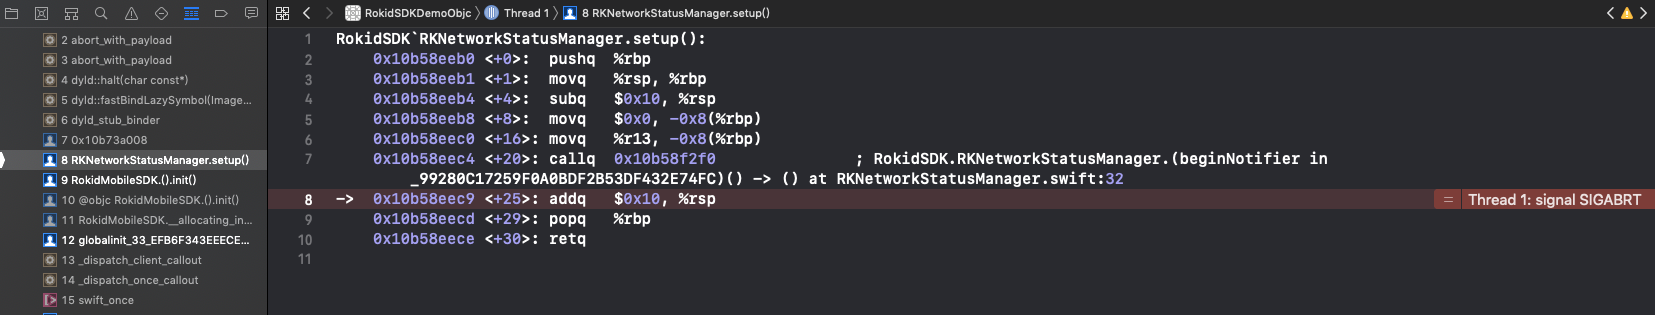 RokidSDKDemoObjc Thread 1 8 RKNetworkStatusManager.setup()
2 abort_with_payload
3 abort_with_payload
4 dyld::halt(char const*)
5 dyld::fastBindLazySymbol(Image...
6 dyld_stub_binder
7 0x10b73a008
8 RKNetworkStatusManager.setup()
9 RokidMobileSDK.().init()
10 @objc RokidMobileSDK.().init()
11 RokidMobileSDK.__allocating_in...
12 globalinit_33_EFB6F343EEECE...
13 _dispatch_client_callout
14 _dispatch_once_callout
15 swift_once
1 RokidSDK`RKNetworkStatusManager.setup():
2 0x10b58eeb0 <+0>: pushq %rbp
3 0x10b58eeb1 <+1>: movq %rsp, %rbp
4 0x10b58eeb4 <+4>: subq $0x10, %rsp
5 0x10b58eeb8 <+8>: movq $0x0, -0x8(%rbp)
6 0x10b58eec0 <+16>: movq %r13, -0x8(%rbp)
7 0x10b58eec4 <+20>: callq 0x10b58f2f0 ; RokidSDK.RKNetworkStatusManager.(beginNotifier in
_99280C17259F0A0BDF2B53DF432E74FC)() -> () at RKNetworkStatusManager.swift:32
8 -> 0x10b58eec9 <+25>: addq $0x10, %rsp = Thread 1: signal SIGABRT
9 0x10b58eecd <+29>: popq %rbp
10 0x10b58eece <+30>: retq
11